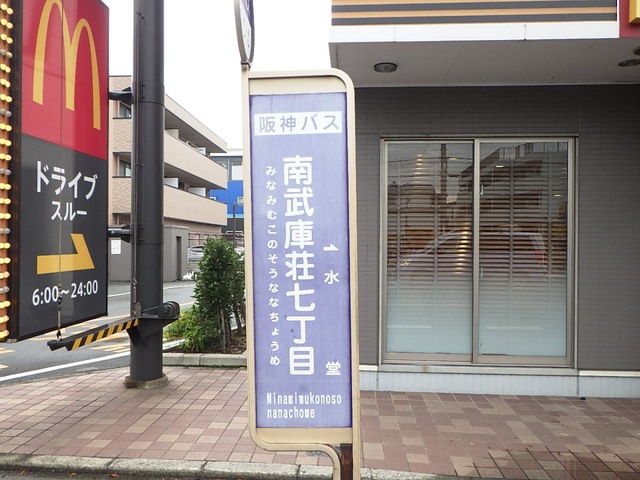 ドライブ
スルー
6:00～24:00
阪神バス
南武庫荘七丁目
みなみむこのそうななちょうめ
水
堂
Minamimukonoso
nanachome